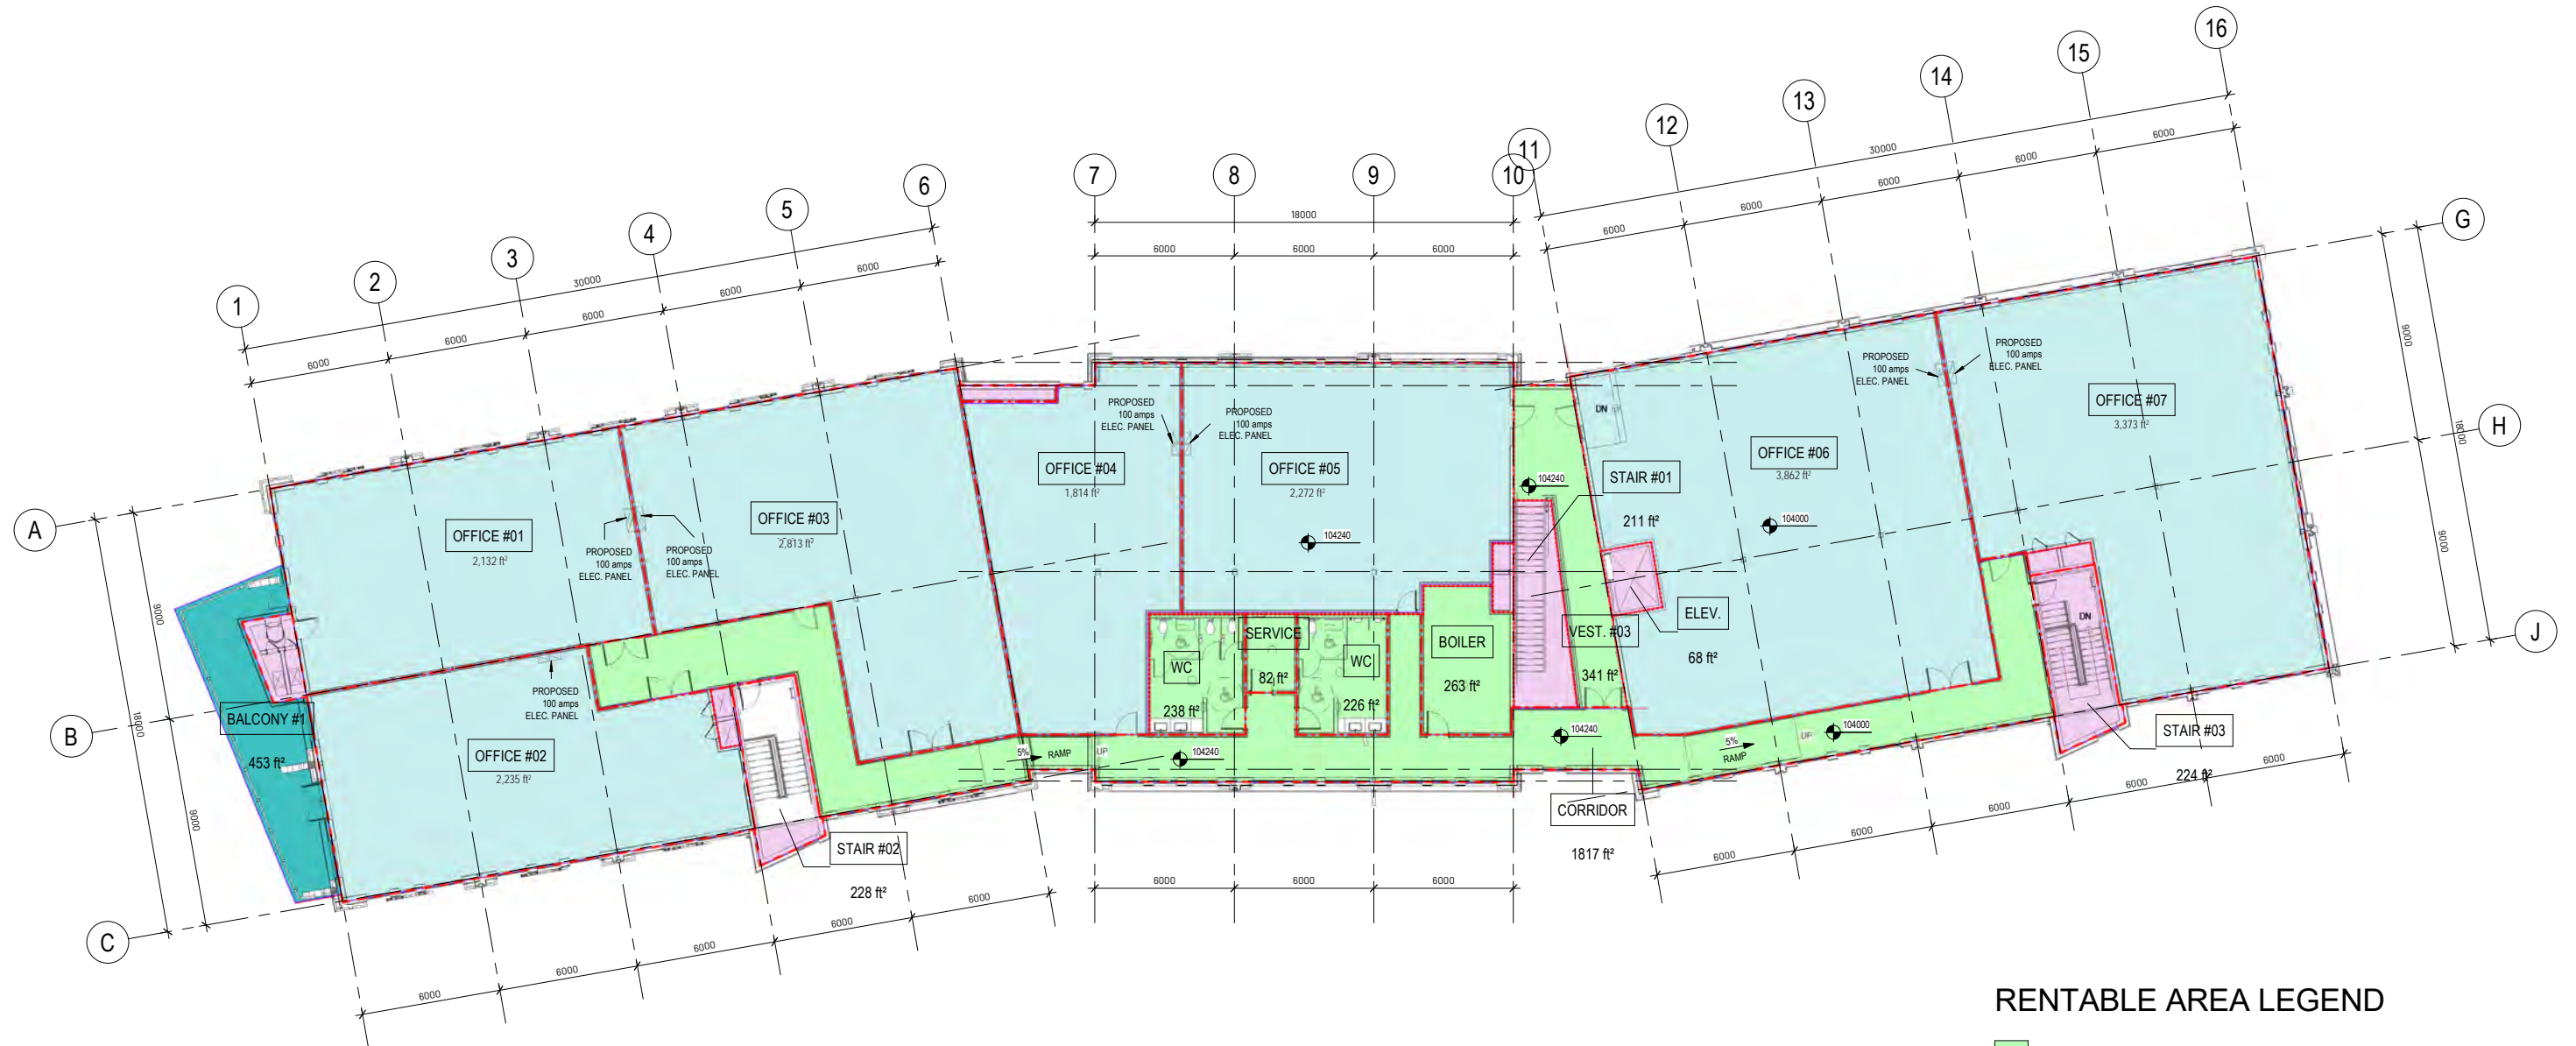 16
15
14
13
12
11
10
9
8
7
6
5
4
3
2
1
30000
6000
6000
6000
6000
6000
18000
6000
6000
6000
30000
6000
6000
6000
6000
6000
G
H
J
9000
18000
9000
A
B
C
9000
18000
9000
OFFICE #01
2,132 ft²
OFFICE #03
2,813 ft²
OFFICE #04
1,814 ft²
OFFICE #05
2,272 ft²
OFFICE #06
3,862 ft²
OFFICE #07
3,373 ft²
OFFICE #02
2,235 ft²
PROPOSED
100 amps
ELEC. PANEL
PROPOSED
100 amps
ELEC. PANEL
PROPOSED
100 amps
ELEC. PANEL
PROPOSED
100 amps
ELEC. PANEL
PROPOSED
100 amps
ELEC. PANEL
PROPOSED
100 amps
ELEC. PANEL
PROPOSED
100 amps
ELEC. PANEL
DN
104240
104240
104000
STAIR #01
211 ft²
ELEV.
68 ft²
VEST. #03
341 ft²
BOILER
263 ft²
SERVICE
82 ft²
WC
238 ft²
WC
226 ft²
BALCONY #1
453 ft²
DN
STAIR #03
224 ft²
5%
RAMP
UP
104240
104240
5%
RAMP
UP
104000
CORRIDOR
1817 ft²
STAIR #02
228 ft²
6000
6000
6000
6000
6000
6000
6000
6000
6000
6000
6000
6000
6000
RENTABLE AREA LEGEND